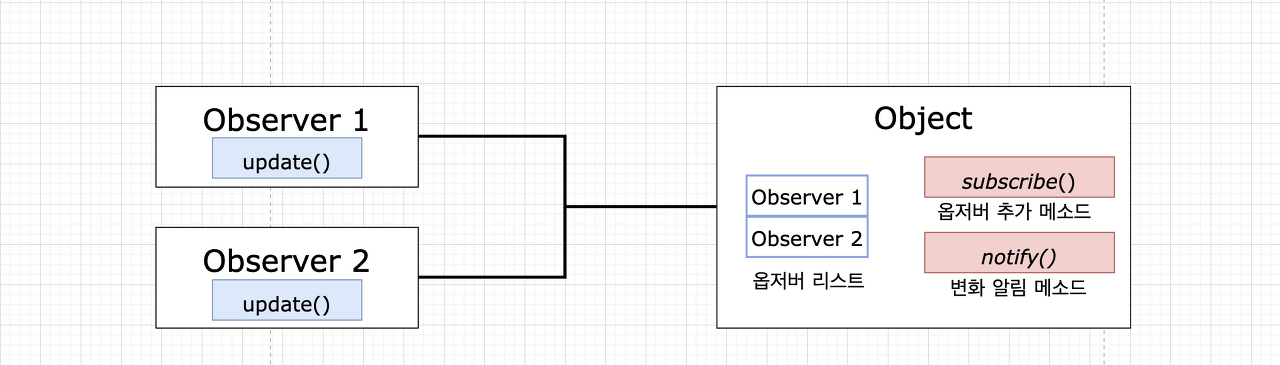 Observer 1
update()
Observer 2
update()
Object
Observer 1
Observer 2
옵저버 리스트
subscribe()
옵저버 추가 메소드
notify()
변화 알림 메소드